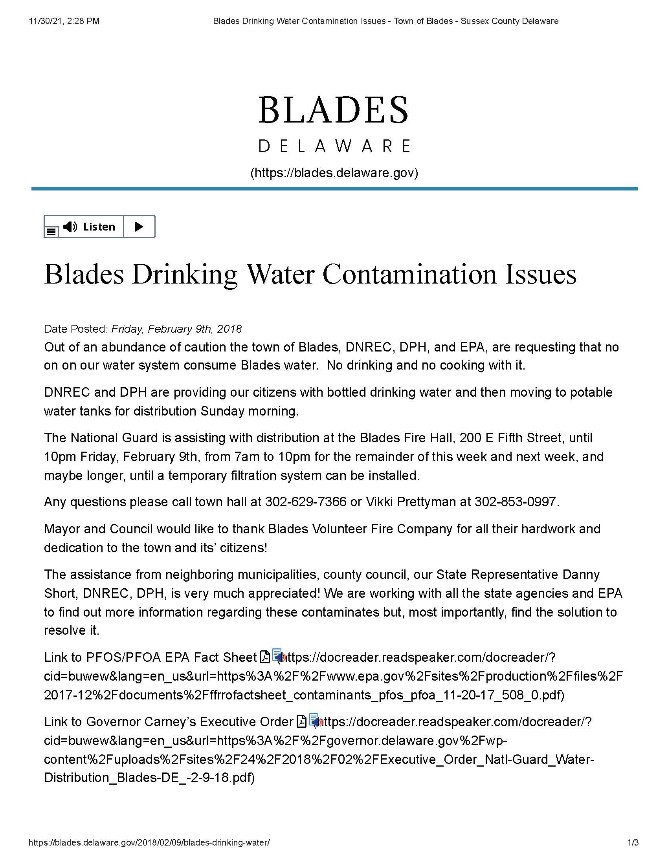 11/30/21, 2:28 PM Blades Drinking Water Contamination Issues - Town of Blades - Sussex County Delaware
BLADES
DELAWARE
(https://blades.delaware.gov)
Listen
Blades Drinking Water Contamination Issues
Date Posted: Friday, February 9th, 2018
Out of an abundance of caution the town of Blades, DNREC, DPH, and EPA, are requesting that no
on on our water system consume Blades water.  No drinking and no cooking with it.
DNREC and DPH are providing our citizens with bottled drinking water and then moving to potable
water tanks for distribution Sunday morning.
The National Guard is assisting with distribution at the Blades Fire Hall, 200 E Fifth Street, until
10pm Friday, February 9th, from 7am to 10pm for the remainder of this week and next week, and
maybe longer, until a temporary filtration system can be installed.
Any questions please call town hall at 302-629-7366 or Vikki Prettyman at 302-853-0997.
Mayor and Council would like to thank Blades Volunteer Fire Company for all their hardwork and
dedication to the town and its' citizens!
The assistance from neighboring municipalities, county council, our State Representative Danny
Short, DNREC, DPH, is very much appreciated! We are working with all the state agencies and EPA
to find out more information regarding these contaminates but, most importantly, find the solution to
resolve it.
Link to PFOS/PFOA EPA Fact Sheet ttps://docreader.readspeaker.com/docreader/?
cid=buwew&lang=en_us&url=https%3A%2F%2Fwww.epa.gov%2Fsites%2Fproduction%2Ffiles%2F
2017-12%2Fdocuments%2Fffrrofactsheet_contaminants_pfos_pfoa_11-20-17_508_0.pdf)
Link to Governor Carney's Executive Order ttps://docreader.readspeaker.com/docreader/?
cid=buwew&lang=en_us&url=https%3A%2F%2Fgovernor.delaware.gov%2Fwp-
content%2Fuploads%2Fsites%2F24%2F2018%2F02%2FExecutive_Order_Natl-Guard_Water-
Distribution_Blades-DE_-2-9-18.pdf)
https://blades.delaware.gov/2018/02/09/blades-drinking-water/ 1/3